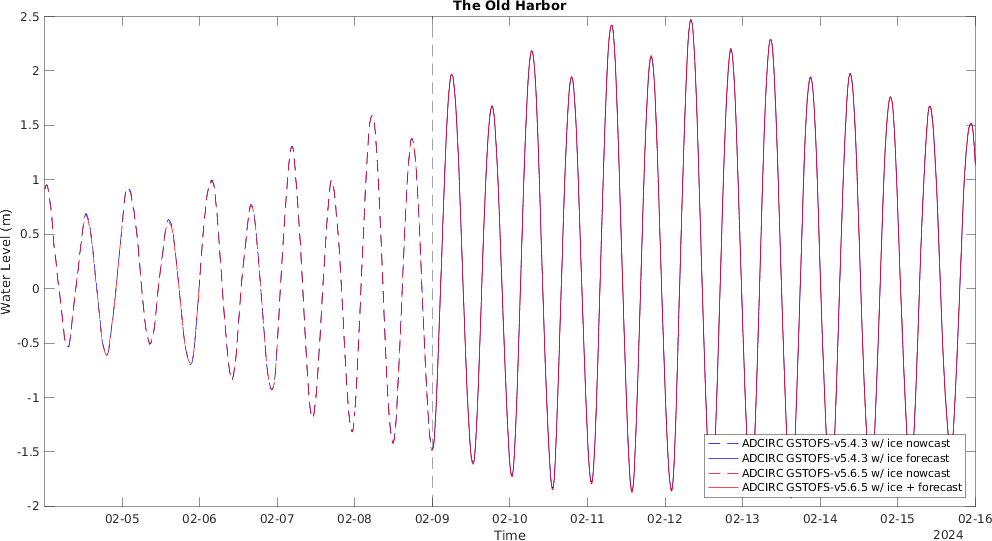 The Old Harbor
2.5
2
1.5
1
0.5
0
-0.5
-1
-1.5
-2
Water Level (m)
ADCIRC GSTOFS-v5.4.3 w/ ice nowcast
ADCIRC GSTOFS-v5.4.3 w/ ice forecast
ADCIRC GSTOFS-v5.6.5 w/ ice nowcast
ADCIRC GSTOFS-v5.6.5 w/ ice + forecast
02-05 02-06 02-07 02-08 02-09 02-10 02-11 02-12 02-13 02-14 02-15 02-16
Time
2024